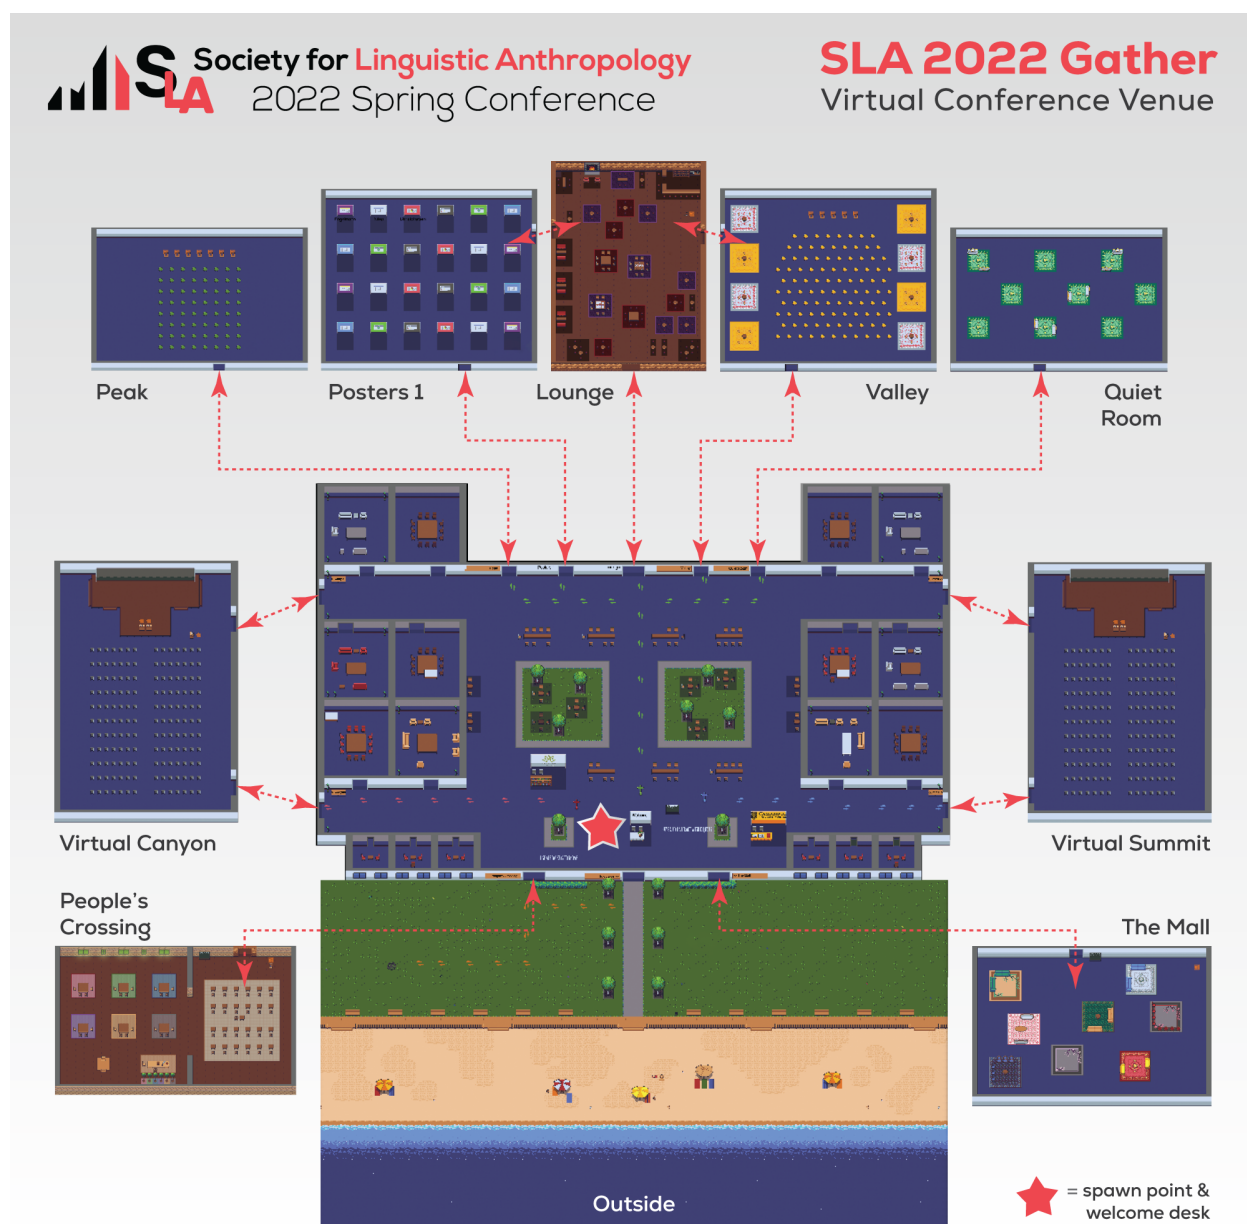 SLA
Society for Linguistic Anthropology
2022 Spring Conference
SLA 2022 Gather
Virtual Conference Venue
Peak
Posters 1
Lounge
Valley
Quiet
Room
Virtual Canyon
Virtual Summit
People's
Crossing
The Mall
Outside
= spawn point &
welcome desk